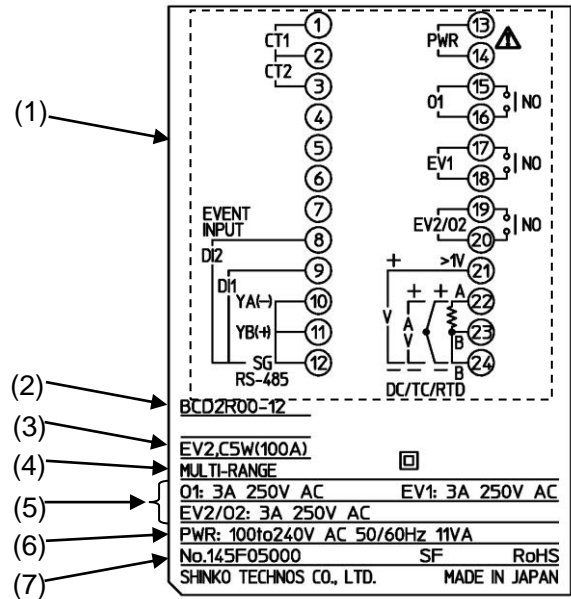 (1)
CT1
CT2
1
2
3
4
5
6
7
8
9
10
11
12
EVENT
INPUT
DI2
DI1
YA(-)
YB(+)
SG
RS-485
PWR
13
14
O1
15
16
NO
EV1
17
18
NO
EV2/O2
19
20
NO
+ >1V
21
22
23
24
+ + + A
V A V B
B
DC/TC/RTD
(2) BCD2R00-12
(3) EV2,C5W(100A)
(4) MULTI-RANGE
(5) O1: 3A 250V AC EV1: 3A 250V AC
EV2/O2: 3A 250V AC
(6) PWR: 100to240V AC 50/60Hz 11VA
(7) No.145F05000 SF RoHS
SHINKO TECHNOS CO., LTD. MADE IN JAPAN